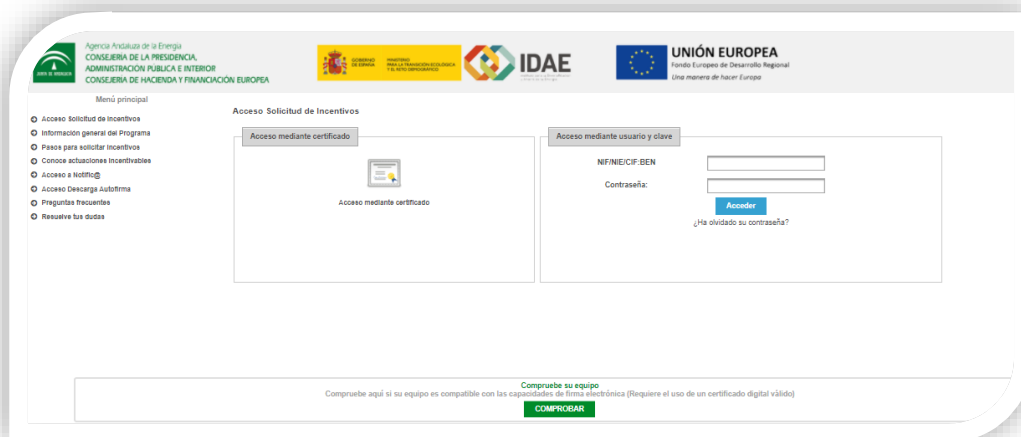 Agencia Andaluza de la Energía
CONSEJERIA DE LA PRESIDENCIA,
ADMINISTRACIÓN PÚBLICA E INTERIOR
CONSEJERIA DE HACIENDA Y FINANCIACIÓN EUROPEA
GOBIERNO
DE ESPAÑA
MINISTERIO
PARA LA TRANSICIÓN ECOLÓGICA
Y EL RETO DEMOGRÁFICO
IDAE
UNIÓN EUROPEA
Fondo Europeo de Desarrollo Regional
Una manera de hacer Europa
Menú principal
Acceso Solicitud de Incentivos
Información general del Programa
Pasos para solicitar Incentivos
Conoce actuaciones Incentivables
Acceso a Notific@
Acceso Descarga Autofirma
Preguntas frecuentes
Resuelve tus dudas
Acceso Solicitud de Incentivos
Acceso mediante certificado
Acceso mediante certificado
Acceso mediante usuario y clave
NIF/NIE/CIF:BEN
Contraseña:
Acceder
¿Ha olvidado su contraseña?
Compruebe su equipo
Compruebe aquí si su equipo es compatible con las capacidades de firma electrónica (Requiere el uso de un certificado digital válido)
COMPROBAR